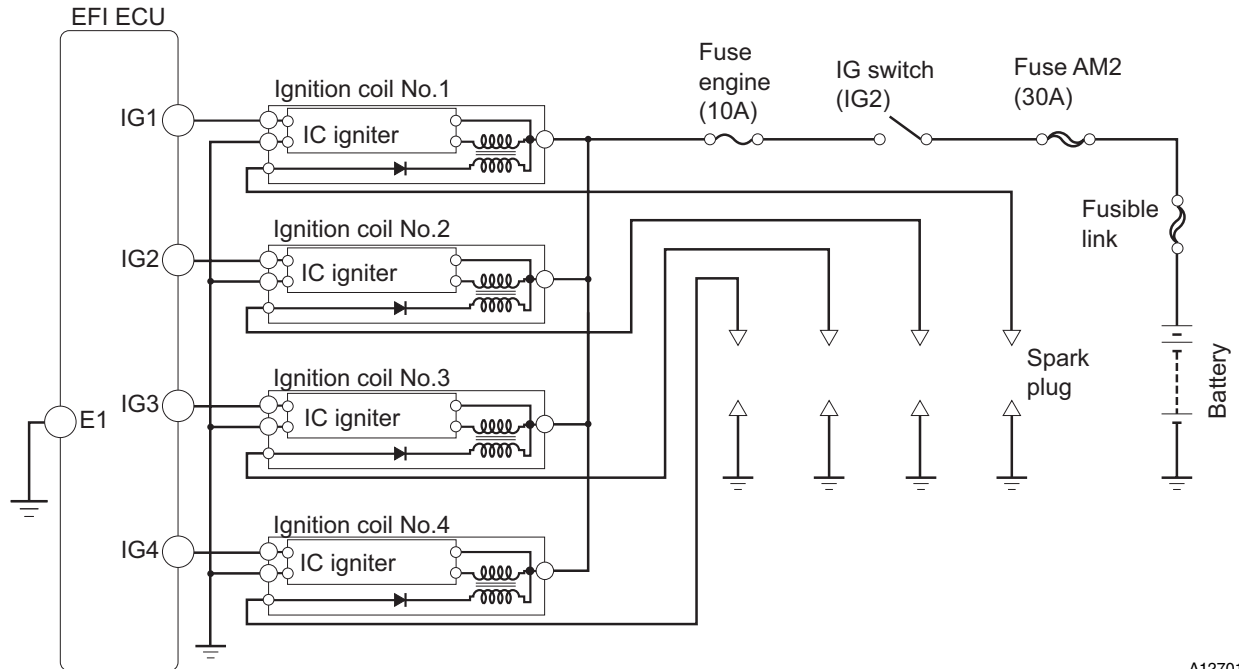 EFI ECU
Fuse
engine
(10A)
IG switch
(IG2)
Fuse AM2
(30A)
Ignition coil No.1
IG1
IC igniter
Fusible
link
Ignition coil No.2
IG2
IC igniter
Spark
plug
Battery
Ignition coil No.3
IG3
E1
IC igniter
Ignition coil No.4
IG4
IC igniter
A12701